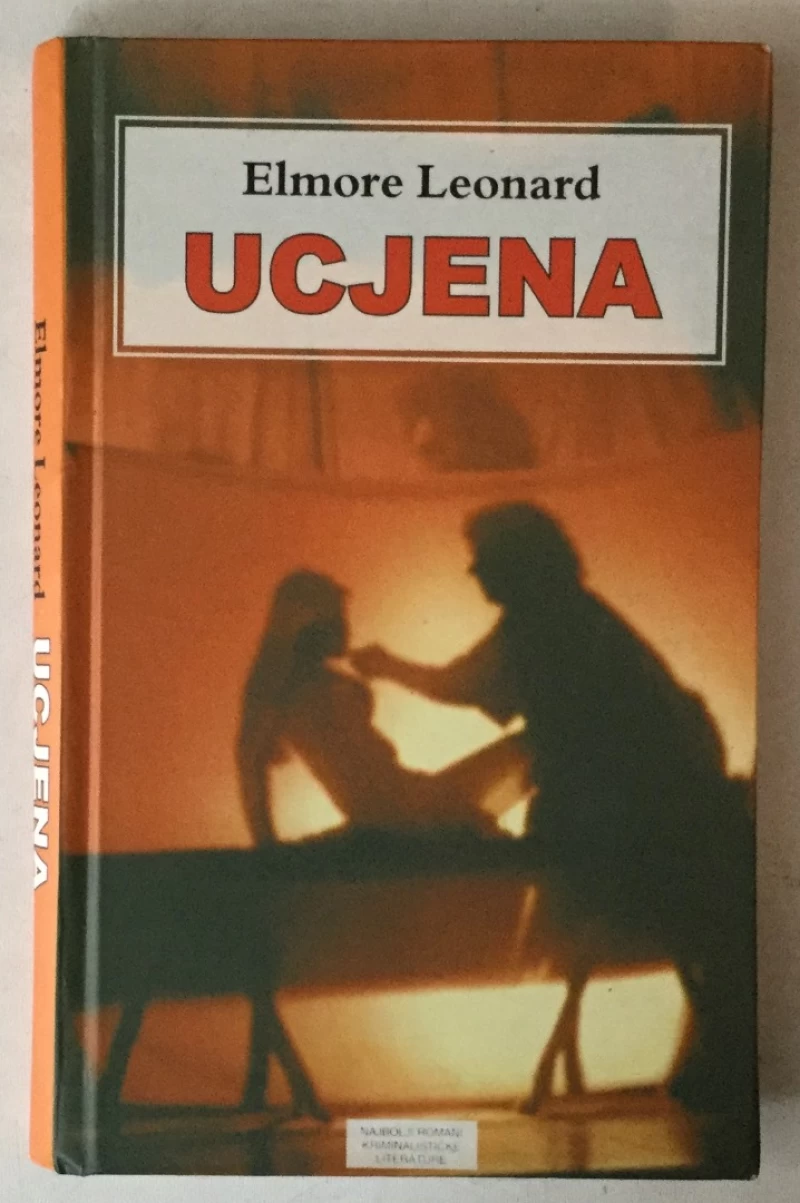 Elmore Leonard
UCJENA
Elmore Leonard UCJENA
NAJBOLJI ROMANI
KRIMINALISTIČKE
LITERATURE